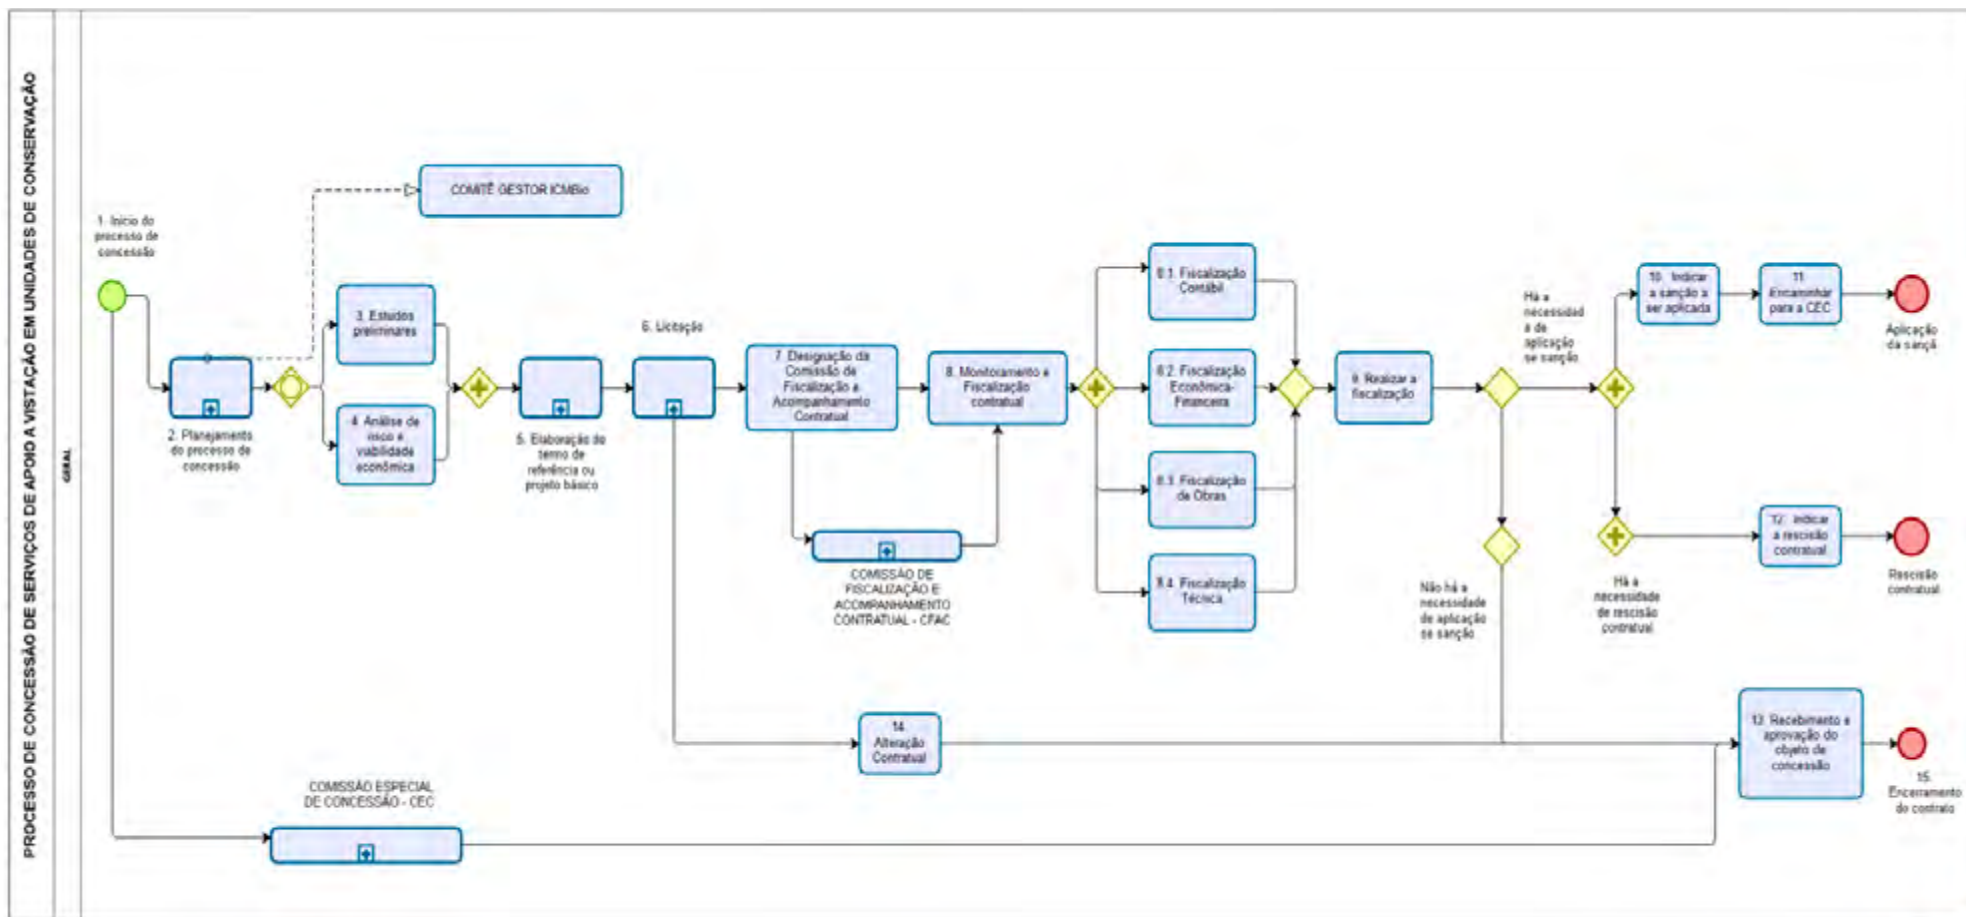 PROCESSO DE CONCESSÃO DE SERVIÇOS DE APOIO A VISTAÇÃO EM UNIDADES DE CONSERVAÇÃO
GERAL
1. Inicio do
processo de
concessão
COMITÊ GESTOR ICMBio
2. Planejamento
do processo de
concessão
3. Estudos
preliminares
4. Análise de
risco e
viabilidade
econômica
5. Elaboração do
termo de
referência ou
projeto básico
6. Licitação
7. Designação da
Comissão de
Fiscalização e
Acompanhamento
Contratual
COMISSÃO DE
FISCALIZAÇÃO E
ACOMPANHAMENTO
CONTRATUAL - CFAC
8. Monitoramento e
Fiscalização
contratual
8.1. Fiscalização
Contábil
8.2. Fiscalização
Econômica-
Financeira
8.3. Fiscalização
de Obras
8.4. Fiscalização
Técnica
9. Realizar a
fiscalização
Há a
necessidad
e de
aplicação
se sanção
Não há a
necessidade
de aplicação
se sanção
10. Indicar
a sanção a
ser aplicada
11.
Encaminhar
para a CEC
Aplicação
da sançã
Há a
necessidade
de rescisão
contratual
12. Indicar
a rescisão
contratual
Rescisão
contratual
13. Recebimento e
aprovação do
objeto de
concessão
15.
Encerramento
do contrato
14.
Alteração
Contratual
COMISSÃO ESPECIAL
DE CONCESSÃO - CEC